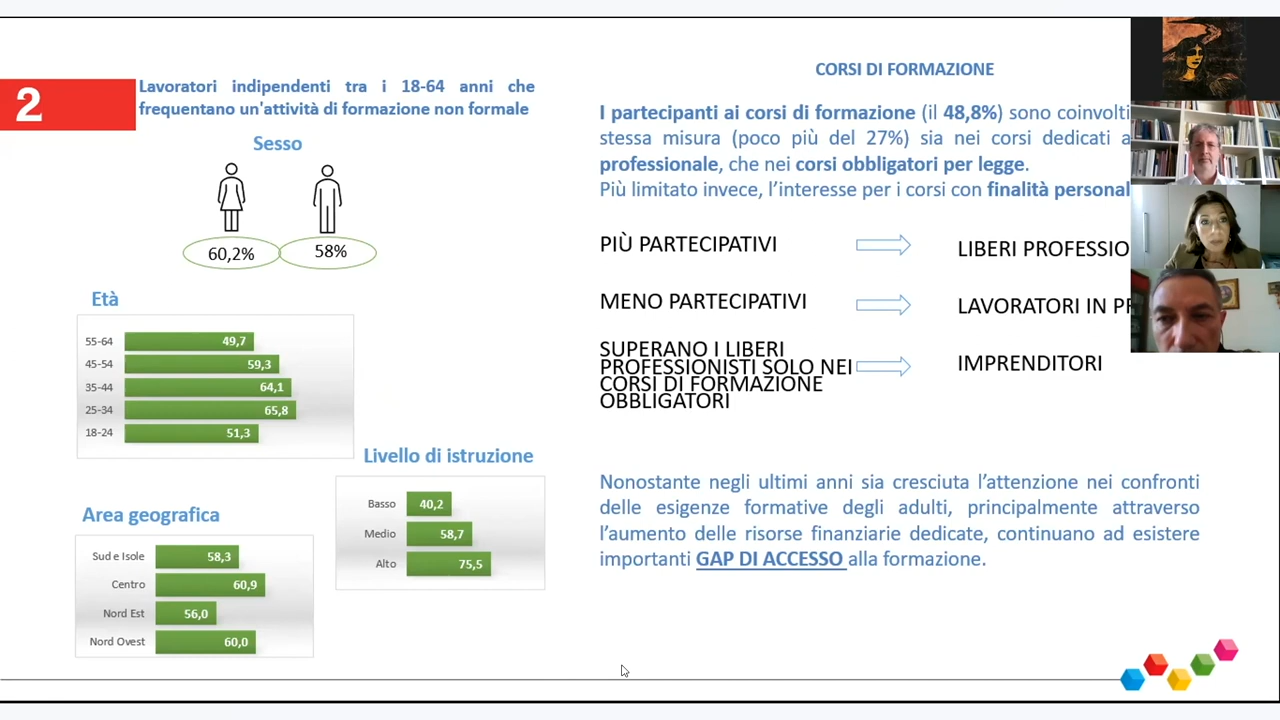 2
Lavoratori indipendenti tra i 18-64 anni che
frequentano un'attività di formazione non formale
Sesso
60,2%
58%
Età
55-64 49,7
45-54 59,3
35-44 64,1
25-34 65,8
18-24 51,3
Livello di istruzione
Basso 40,2
Medio 58,7
Alto 75,5
Area geografica
Sud e Isole 58,3
Centro 60,9
Nord Est 56,0
Nord Ovest 60,0
CORSI DI FORMAZIONE
I partecipanti ai corsi di formazione (il 48,8%) sono coinvolti
stessa misura (poco più del 27%) sia nei corsi dedicati
professionale, che nei corsi obbligatori per legge.
Più limitato invece, l'interesse per i corsi con finalità
PIÙ PARTECIPATIVI
LIBERI
MENO PARTECIPATIVI
LAVORATORI IN
SUPERANO I LIBERI
PROFESSIONISTI SOLO NEI
CORSI DI FORMAZIONE
OBBLIGATORI
IMPRENDITORI
Nonostante negli ultimi anni sia cresciuta l'attenzione nei confronti
delle esigenze formative degli adulti, principalmente attraverso
l'aumento delle risorse finanziarie dedicate, continuano ad esistere
importanti GAP DI ACCESSO alla formazione.